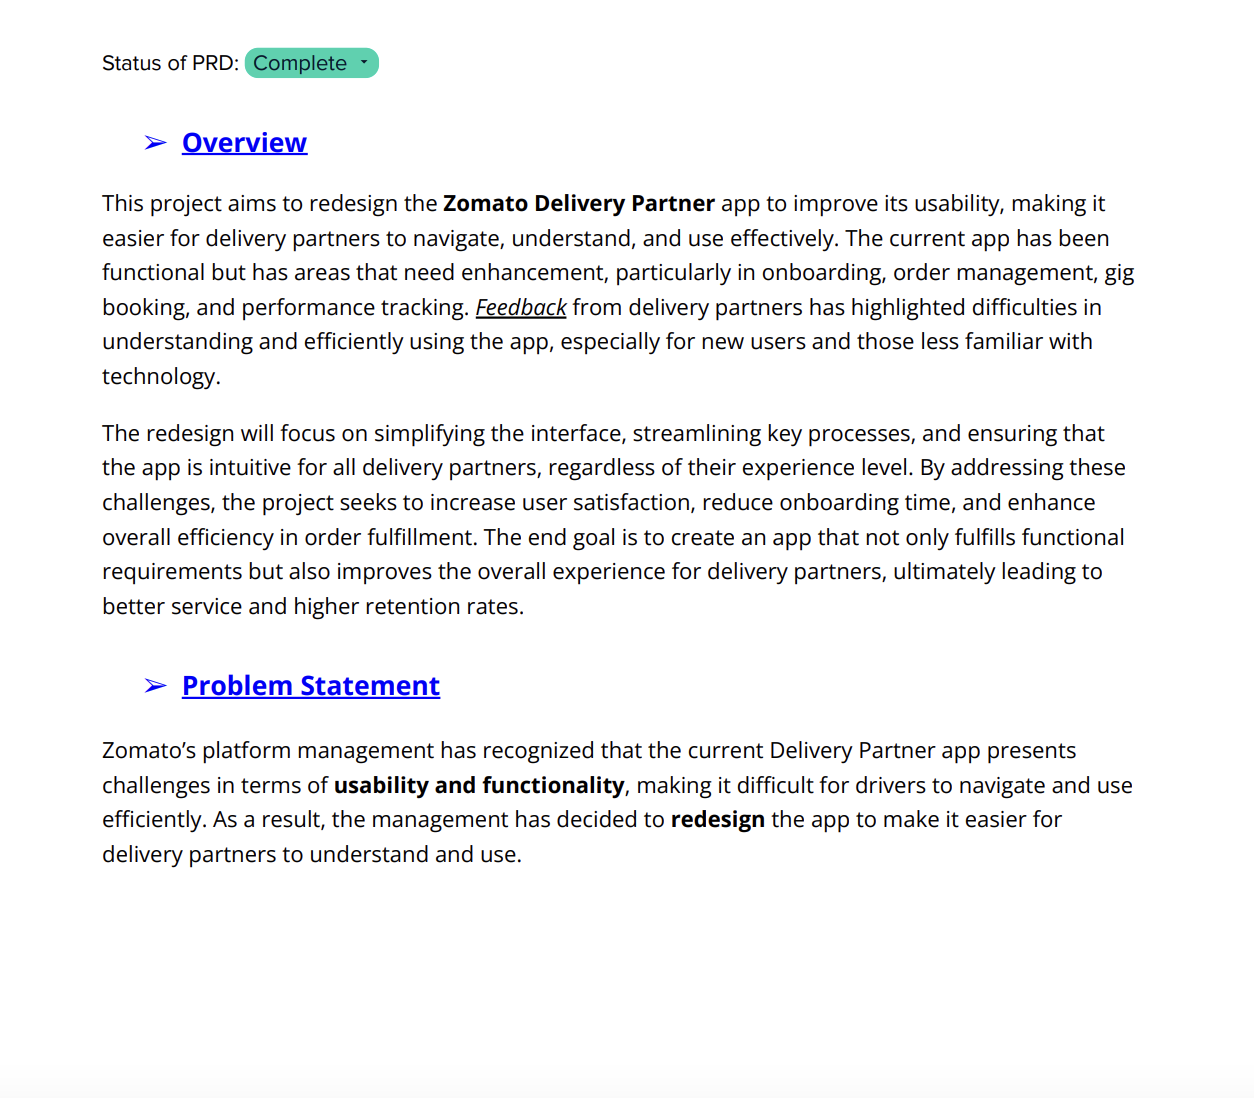 Status of PRD: Complete
➢ Overview
This project aims to redesign the Zomato Delivery Partner app to improve its usability, making it
easier for delivery partners to navigate, understand, and use effectively. The current app has been
functional but has areas that need enhancement, particularly in onboarding, order management, gig
booking, and performance tracking. Feedback from delivery partners has highlighted difficulties in
understanding and efficiently using the app, especially for new users and those less familiar with
technology.
The redesign will focus on simplifying the interface, streamlining key processes, and ensuring that
the app is intuitive for all delivery partners, regardless of their experience level. By addressing these
challenges, the project seeks to increase user satisfaction, reduce onboarding time, and enhance
overall efficiency in order fulfillment. The end goal is to create an app that not only fulfills functional
requirements but also improves the overall experience for delivery partners, ultimately leading to
better service and higher retention rates.
➢ Problem Statement
Zomato’s platform management has recognized that the current Delivery Partner app presents
challenges in terms of usability and functionality, making it difficult for drivers to navigate and use
efficiently. As a result, the management has decided to redesign the app to make it easier for
delivery partners to understand and use.